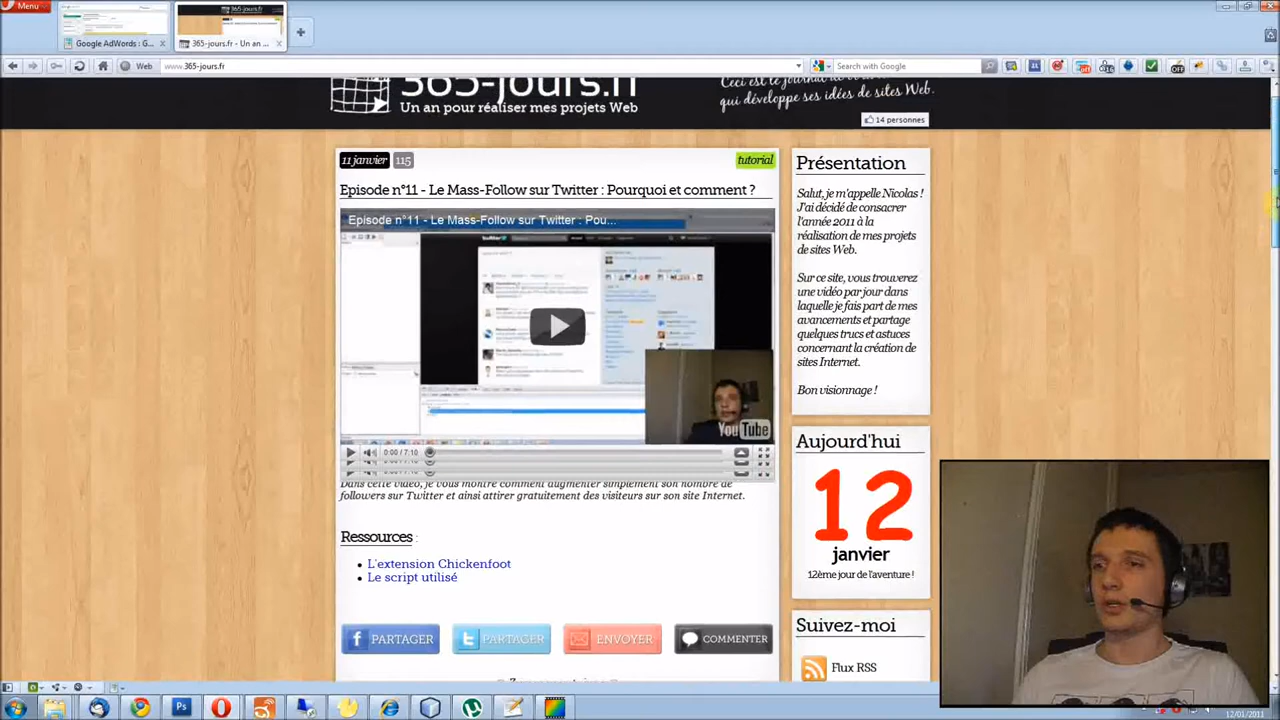 Menu
Google AdWords : G...
365-jours.fr - Un an ...
Web
www.365-jours.fr
Search with Google
365-jours.fr
Un an pour réaliser mes projets Web
Ceci est le journal de
qui développe ses idées de sites Web.
14 personnes
11 janvier
115
tutorial
Episode n°11 - Le Mass-Follow sur Twitter : Pourquoi et comment ?
Episode n°11 - Le Mass-Follow sur Twitter : Pou...
YouTube
0:00 / 7:10
Dans cette vidéo, je vous montre comment augmenter simplement son nombre de
followers sur Twitter et ainsi attirer gratuitement des visiteurs sur son site Internet.
Ressources :
L'extension Chickenfoot
Le script utilisé
PARTAGER
PARTAGER
ENVOYER
COMMENTER
Présentation
Salut, je m'appelle Nicolas !
J'ai décidé de consacrer
l'année 2011 à la
réalisation de mes projets
de sites Web.
Sur ce site, vous trouverez
une vidéo par jour dans
laquelle je fais part de mes
avancements et partage
quelques trucs et astuces
concernant la création de
sites Internet.
Bon visionnage !
Aujourd'hui
12
janvier
12ème jour de l'aventure !
Suivez-moi
Flux RSS
12/01/2011